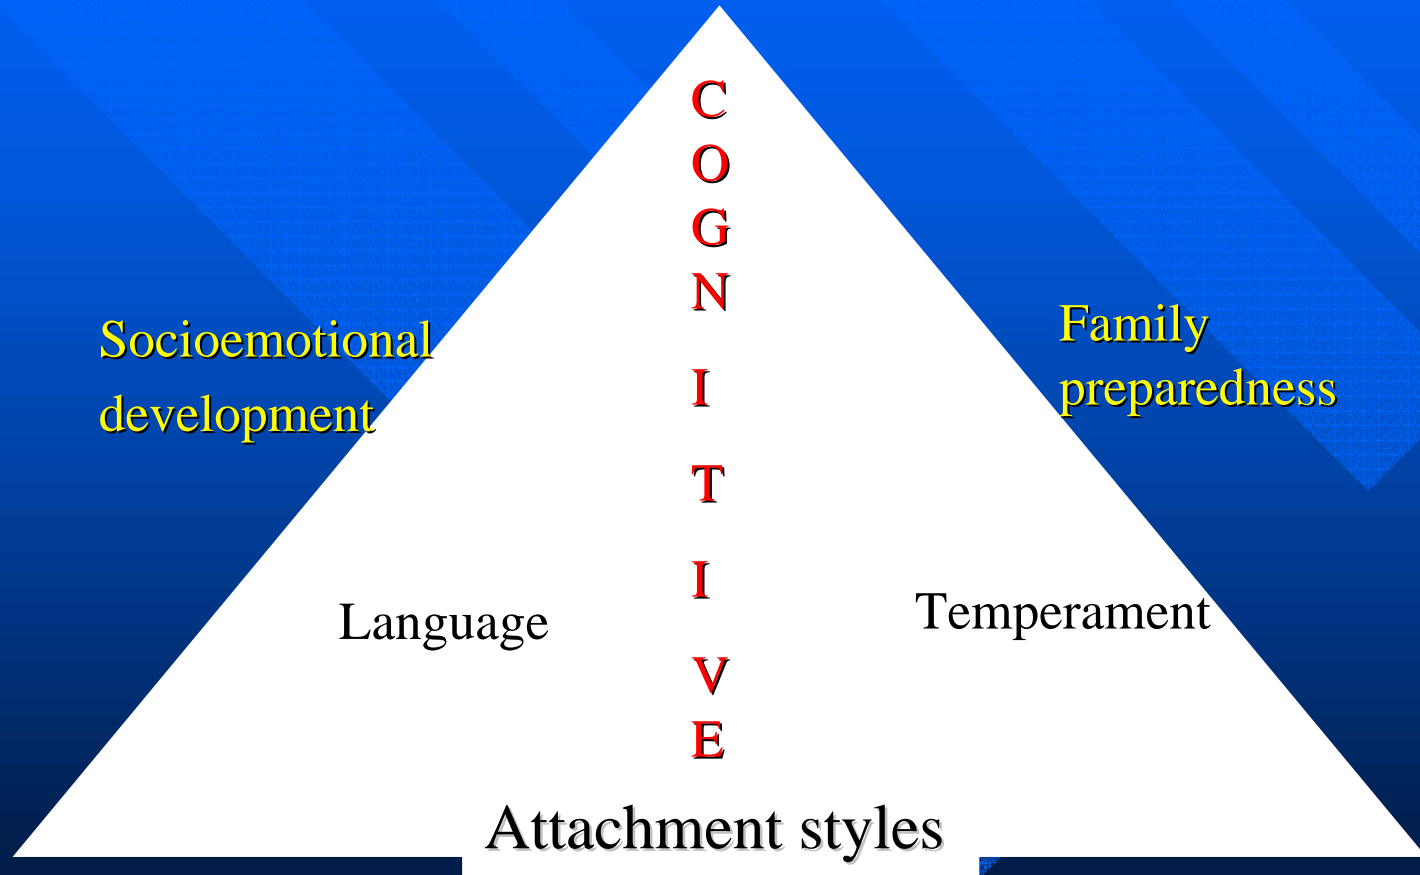 C
O
G
N
I
T
I
V
E
Socioemotional
development
Family
preparedness
Language
Temperament
Attachment styles